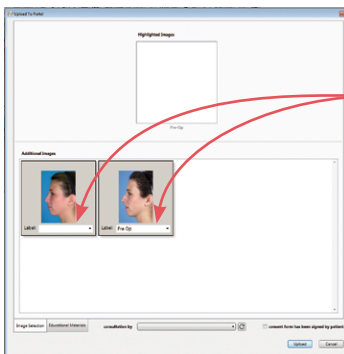 Upload To Portal
Highlighted Images
Pre-Op
Additional Images
Label:
Label: Pre Op
Image Selection
Educational Materials
consultation by:
consent form has been signed by patient
Upload
Cancel